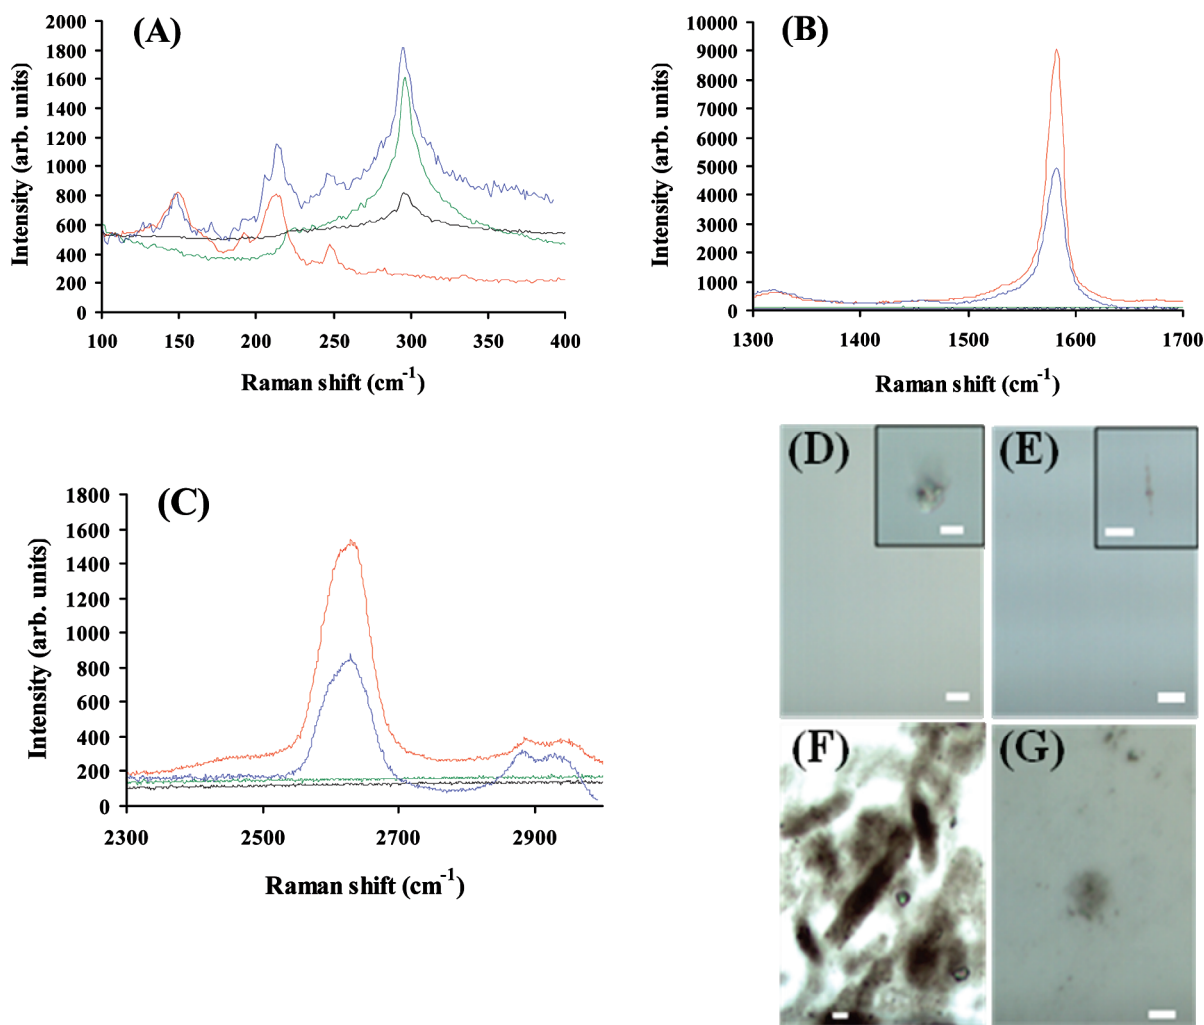 (A)
Intensity (arb. units)
2000
1800
1600
1400
1200
1000
800
600
400
200
0
100 150 200 250 300 350 400
Raman shift (cm-1)
(B)
Intensity (arb. units)
10000
9000
8000
7000
6000
5000
4000
3000
2000
1000
0
1300 1400 1500 1600 1700
Raman shift (cm-1)
(C)
Intensity (arb. units)
1800
1600
1400
1200
1000
800
600
400
200
0
2300 2500 2700 2900
Raman shift (cm-1)
(D)
(E)
(F)
(G)